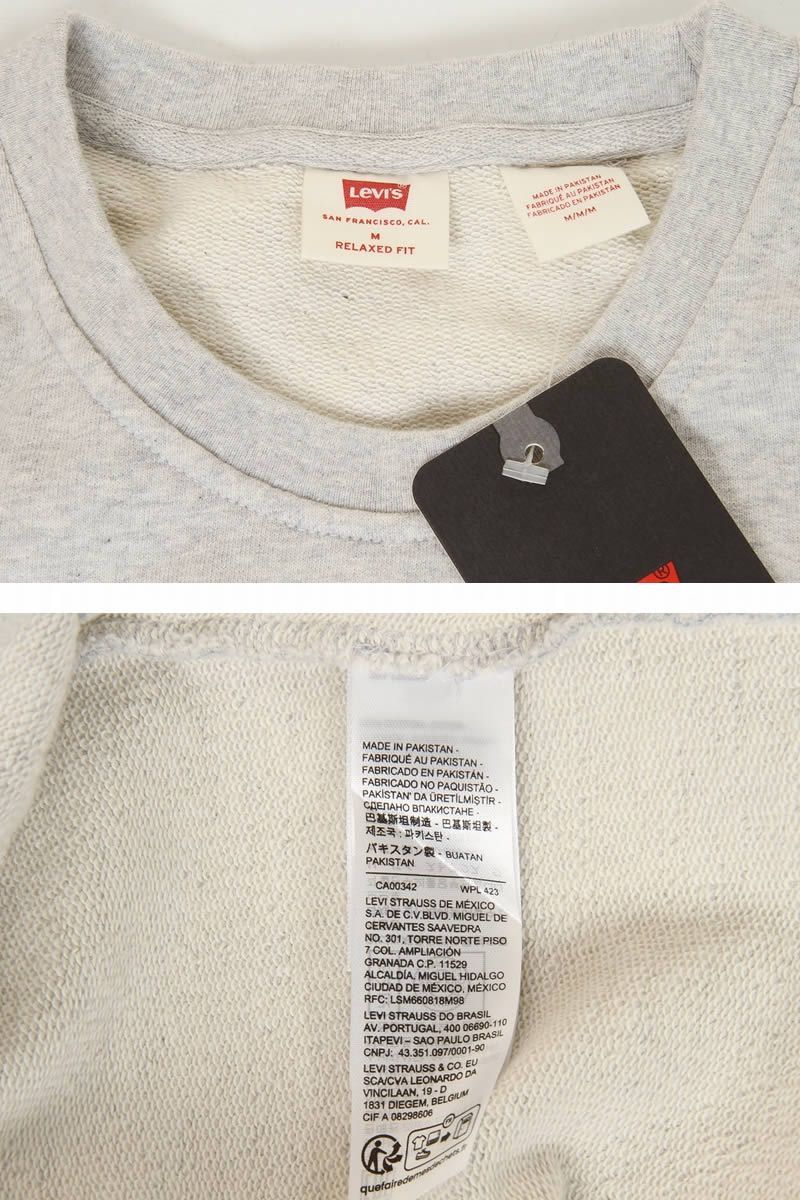 LEVI'S®
SAN FRANCISCO, CAL.
M
RELAXED FIT
MADE IN PAKISTAN
FABRIQUÉ AU PAKISTAN
FABRICADO EN PAKISTÁN
M/M/M
®
MADE IN PAKISTAN -
FABRIQUÉ AU PAKISTAN -
FABRICADO EN PAKISTÁN -
FABRICADO NO PAQUISTÃO -
PAKİSTAN' DA ÜRETİLMİŞTİR -
СДЕЛАНО ВПАКИСТАНЕ -
巴基斯坦制造 - 巴基斯坦製 -
제조국 : 파키스탄 -
パキスタン製 - BUATAN
PAKISTAN
CA00342 WPL 423
LEVI STRAUSS DE MÉXICO
S.A. DE C.V.BLVD. MIGUEL DE
CERVANTES SAAVEDRA
NO. 301, TORRE NORTE PISO
7 COL. AMPLIACIÓN
GRANADA C.P. 11529
ALCALDÍA. MIGUEL HIDALGO
CIUDAD DE MÉXICO, MÉXICO
RFC: LSM660818M98
LEVI STRAUSS DO BRASIL
AV. PORTUGAL, 400 06690-110
ITAPEVI – SAO PAULO BRASIL
CNPJ: 43.351.097/0001-90
LEVI STRAUSS & CO. EU
SCA/CVA LEONARDO DA
VINCILAAN, 19 - D
1831 DIEGEM, BELGIUM
CIF A 08298606
FR
quefairedemesdechets.fr